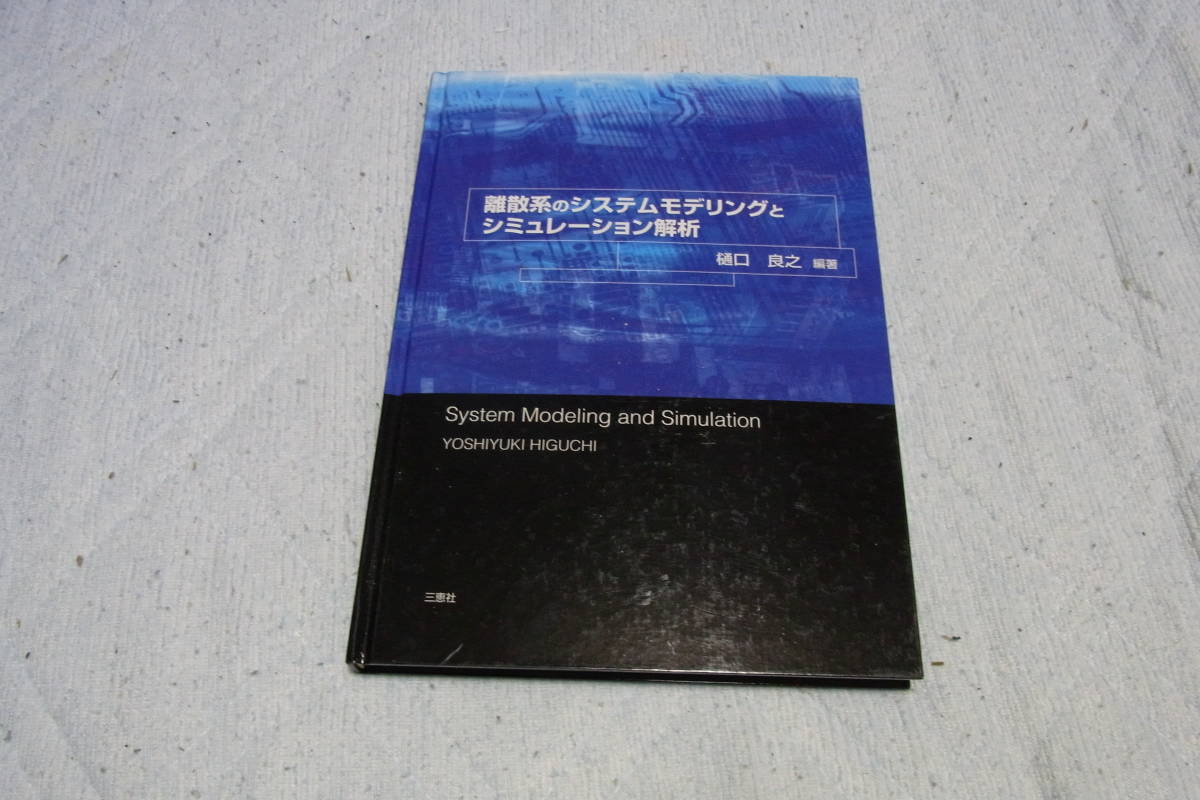 離散系のシステムモデリングと
シミュレーション解析
樋口 良之 編著
System Modeling and Simulation
YOSHIYUKI HIGUCHI
三恵社